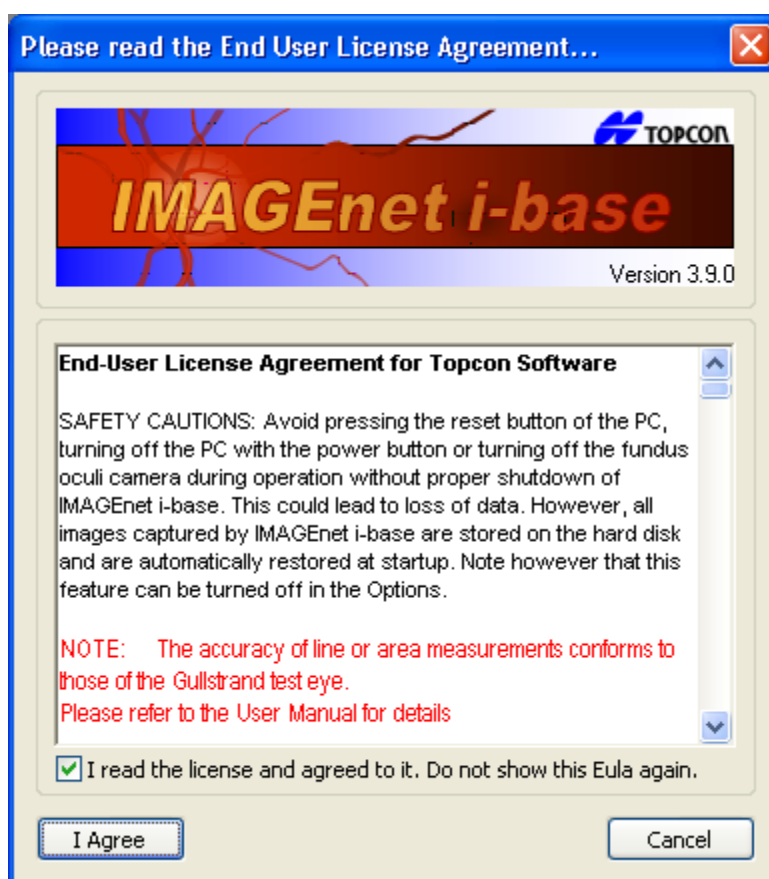 Please read the End User License Agreement...
TOPCON
IMAGEnet i-base
Version 3.9.0
End-User License Agreement for Topcon Software
SAFETY CAUTIONS: Avoid pressing the reset button of the PC,
turning off the PC with the power button or turning off the fundus
oculi camera during operation without proper shutdown of
IMAGEnet i-base. This could lead to loss of data. However, all
images captured by IMAGEnet i-base are stored on the hard disk
and are automatically restored at startup. Note however that this
feature can be turned off in the Options.
NOTE: The accuracy of line or area measurements conforms to
those of the Gullstrand test eye.
Please refer to the User Manual for details
I read the license and agreed to it. Do not show this Eula again.
I Agree
Cancel